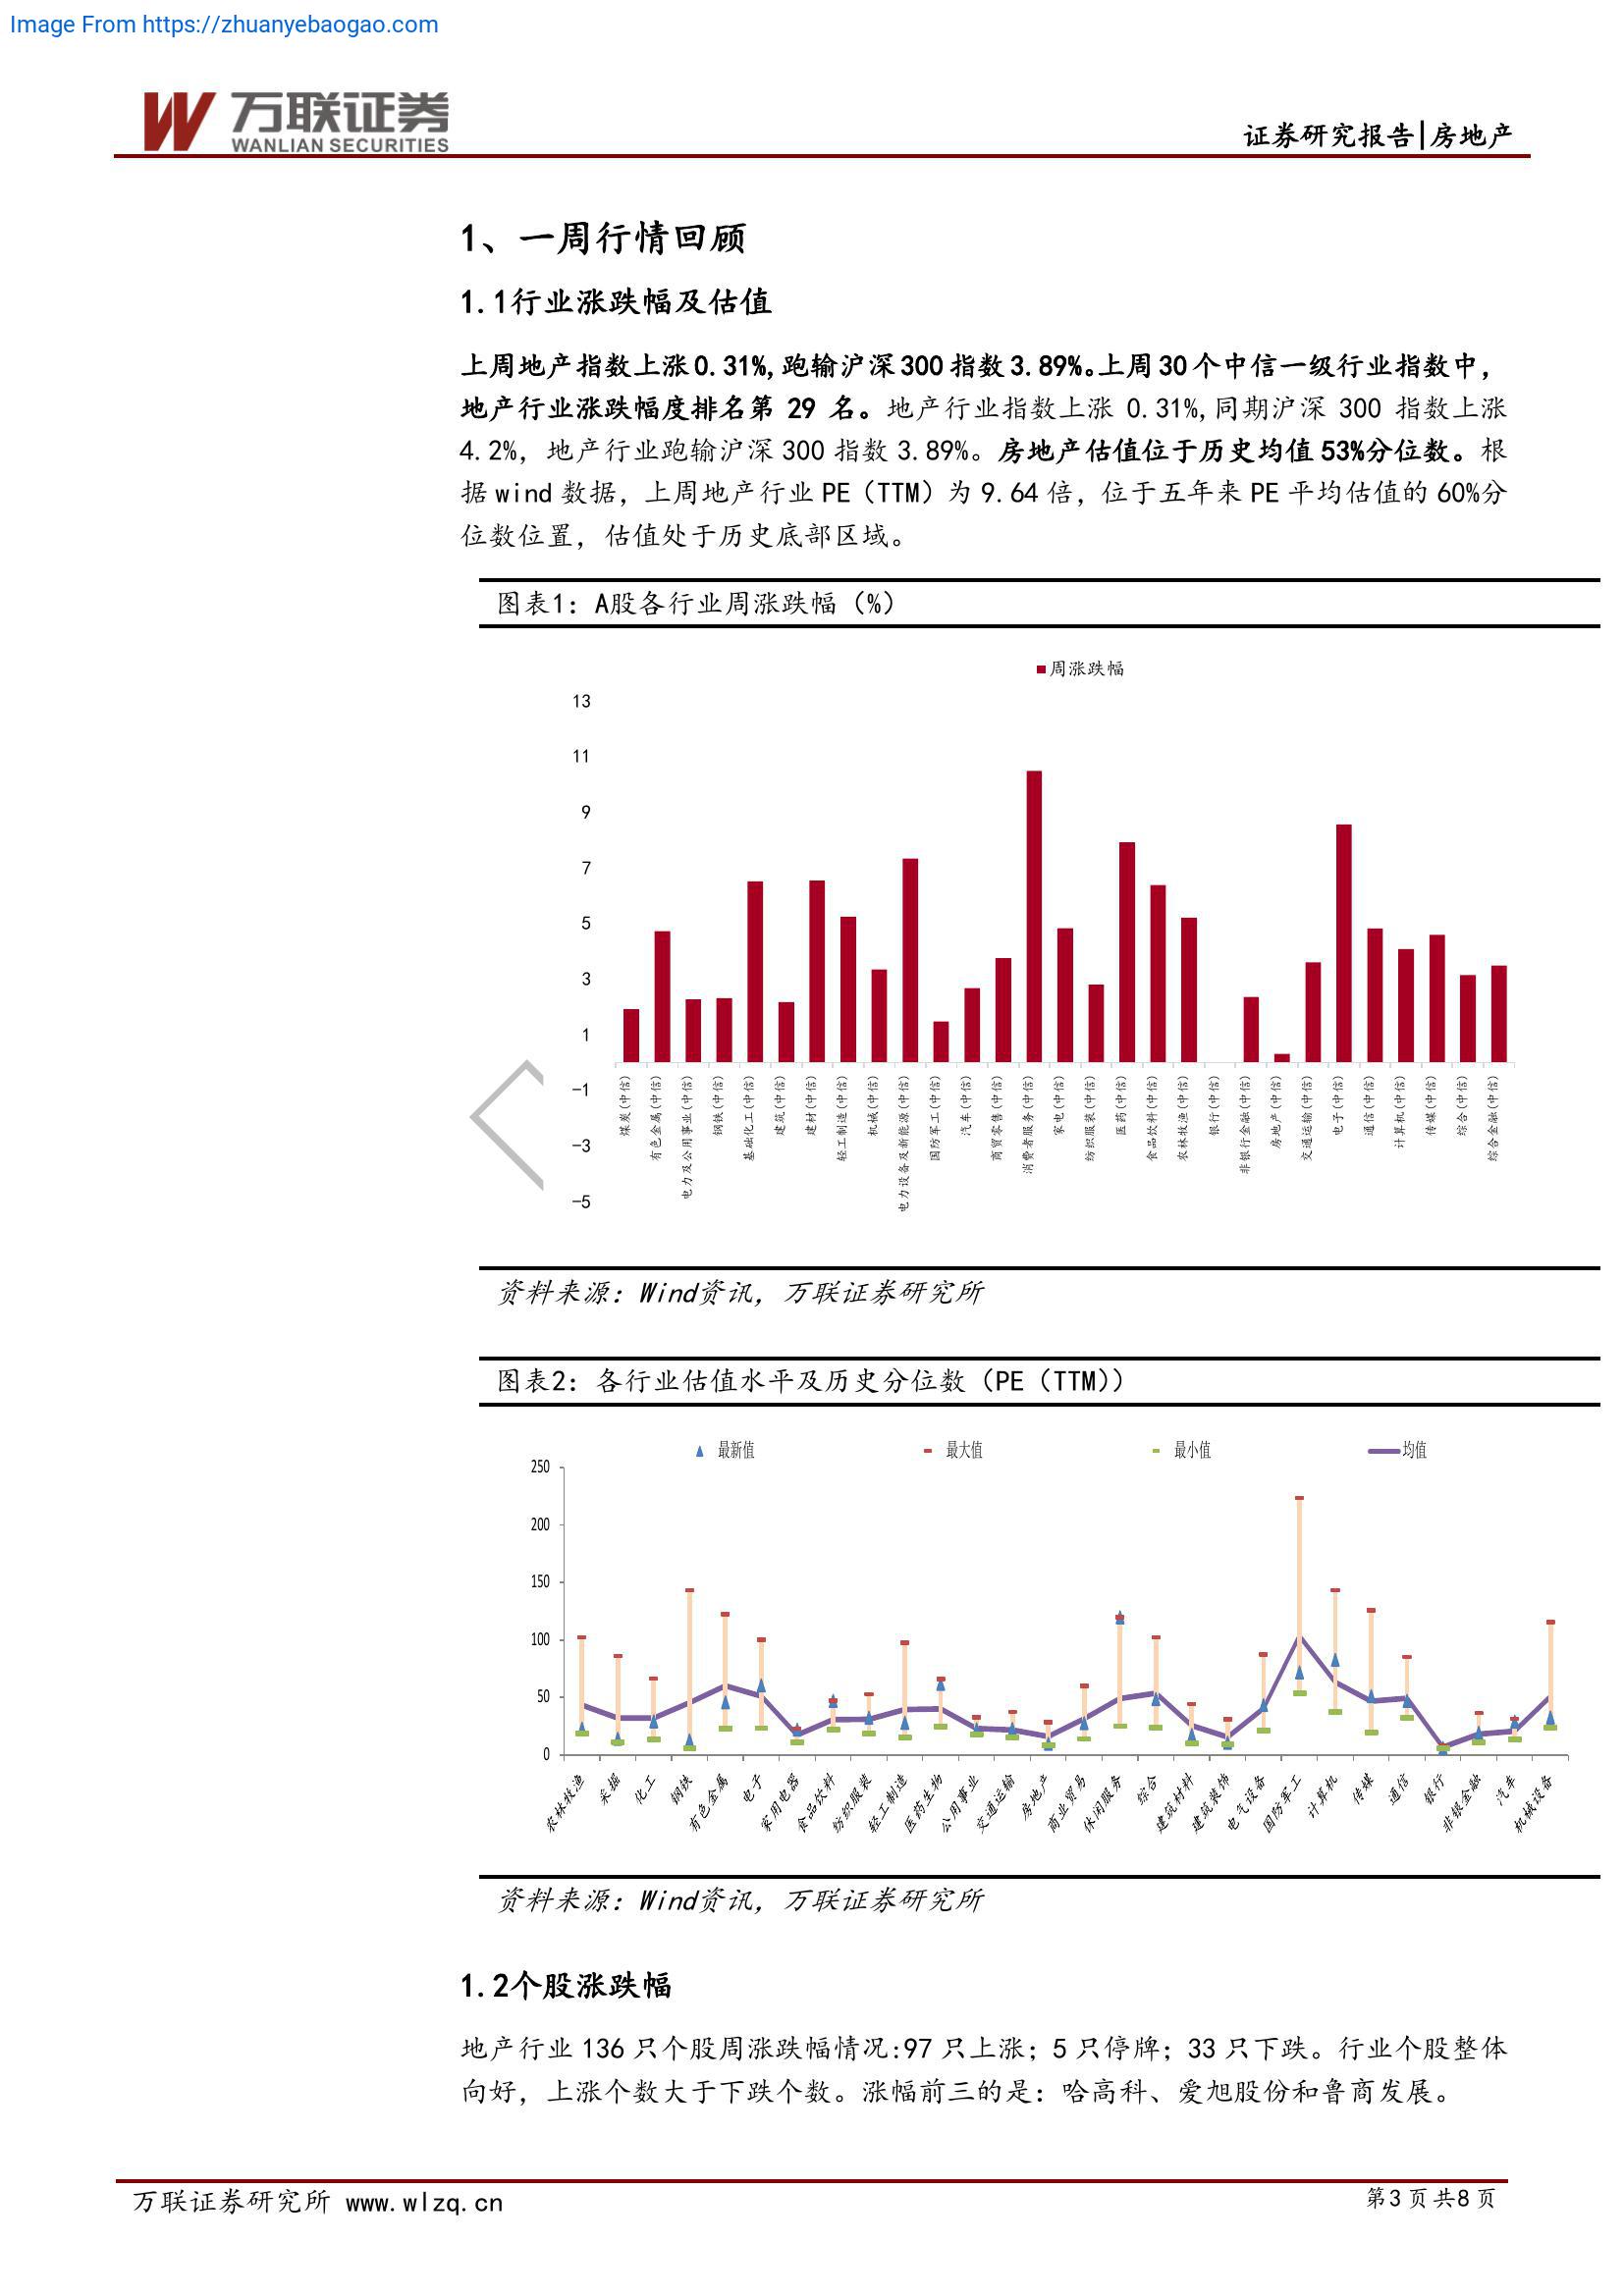 Image From https://zhuanyebaogao.com
万联证券
WANLIAN SECURITIES
证券研究报告|房地产
1、一周行情回顾
1.1行业涨跌幅及估值
上周地产指数上涨0.31%,跑输沪深300指数3.89%。上周30个中信一级行业指数中，
地产行业涨跌幅度排名第 29 名。地产行业指数上涨 0.31%,同期沪深 300 指数上涨
4.2%，地产行业跑输沪深300指数3.89%。房地产估值位于历史均值53%分位数。根
据wind数据，上周地产行业PE（TTM）为9.64倍，位于五年来PE平均估值的60%分
位数位置，估值处于历史底部区域。
图表1：A股各行业周涨跌幅（%）
周涨跌幅
13
11
9
7
5
3
1
-1
-3
-5
煤炭(中信)
有色金属(中信)
电力及公用事业(中信)
钢铁(中信)
基础化工(中信)
建筑(中信)
建材(中信)
轻工制造(中信)
机械(中信)
电力设备及新能源(中信)
国防军工(中信)
汽车(中信)
商贸零售(中信)
消费者服务(中信)
家电(中信)
纺织服装(中信)
医药(中信)
食品饮料(中信)
农林牧渔(中信)
银行(中信)
非银行金融(中信)
房地产(中信)
交通运输(中信)
电子(中信)
通信(中信)
计算机(中信)
传媒(中信)
综合(中信)
综合金融(中信)
资料来源：Wind资讯，万联证券研究所
图表2：各行业估值水平及历史分位数（PE（TTM））
最新值
最大值
最小值
均值
250
200
150
100
50
0
农林牧渔
采掘
化工
钢铁
有色金属
电子
家用电器
食品饮料
纺织服装
轻工制造
医药生物
公用事业
交通运输
房地产
商业贸易
休闲服务
综合
建筑材料
建筑装饰
电气设备
国防军工
计算机
传媒
通信
银行
非银金融
汽车
机械设备
资料来源：Wind资讯，万联证券研究所
1.2个股涨跌幅
地产行业136只个股周涨跌幅情况:97只上涨；5只停牌；33只下跌。行业个股整体
向好，上涨个数大于下跌个数。涨幅前三的是：哈高科、爱旭股份和鲁商发展。
万联证券研究所 www.wlzq.cn
第3页共8页